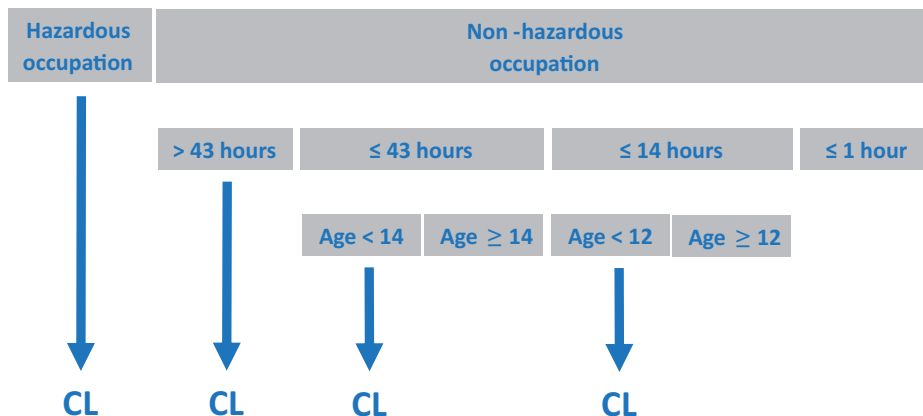 Hazardous
occupation
Non -hazardous
occupation
> 43 hours
≤ 43 hours
≤ 14 hours
≤ 1 hour
Age < 14
Age ≥ 14
Age < 12
Age ≥ 12
CL
CL
CL
CL